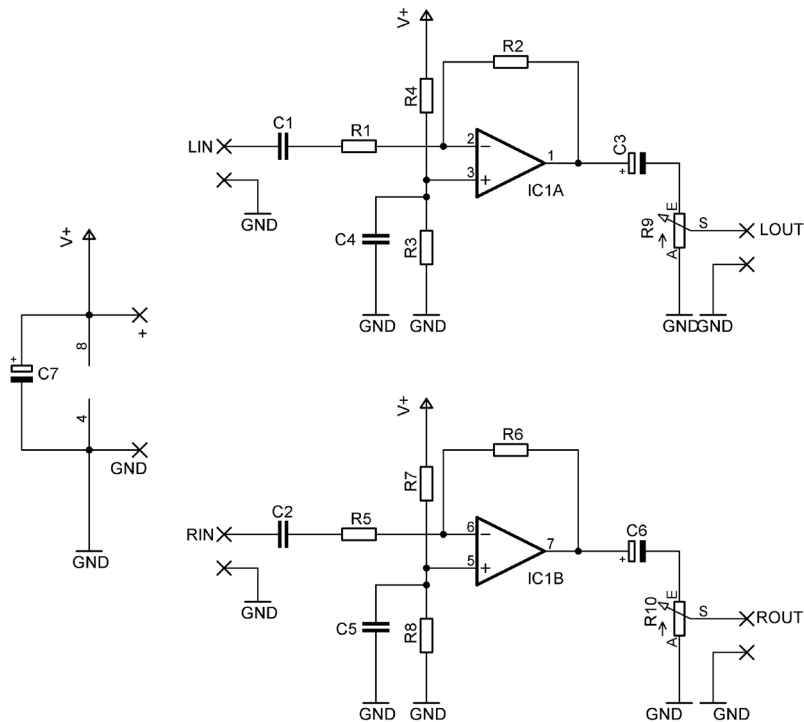 V+
R2
R4
C1
R1
LIN
2
−
3
+
1
IC1A
C3
+
GND
C4
R3
GND
GND
E
R9
S
A
LOUT
GND
GND
V+
8
+
+
C7
4
GND
GND
V+
R6
R7
C2
R5
RIN
6
−
5
+
7
IC1B
C6
+
GND
C5
R8
GND
GND
E
R10
S
A
ROUT
GND
GND